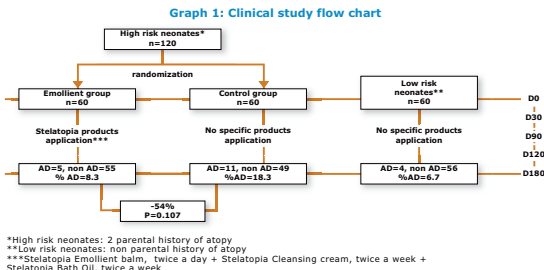 Graph 1: Clinical study flow chart
High risk neonates*
n=120
randomization
Emollient group
n=60
Control group
n=60
Low risk
neonates**
n=60
D0
D30
D90
D120
D180
Stelatopia products
application***
No specific products
application
No specific products
application
AD=5, non AD=55
% AD=8.3
AD=11, non AD=49
%AD=18.3
AD=4, non AD=56
%AD=6.7
-54%
P=0.107
*High risk neonates: 2 parental history of atopy
**Low risk neonates: non parental history of atopy
***Stelatopia Emollient balm, twice a day + Stelatopia Cleansing cream, twice a week +
Stelatopia Bath Oil, twice a week